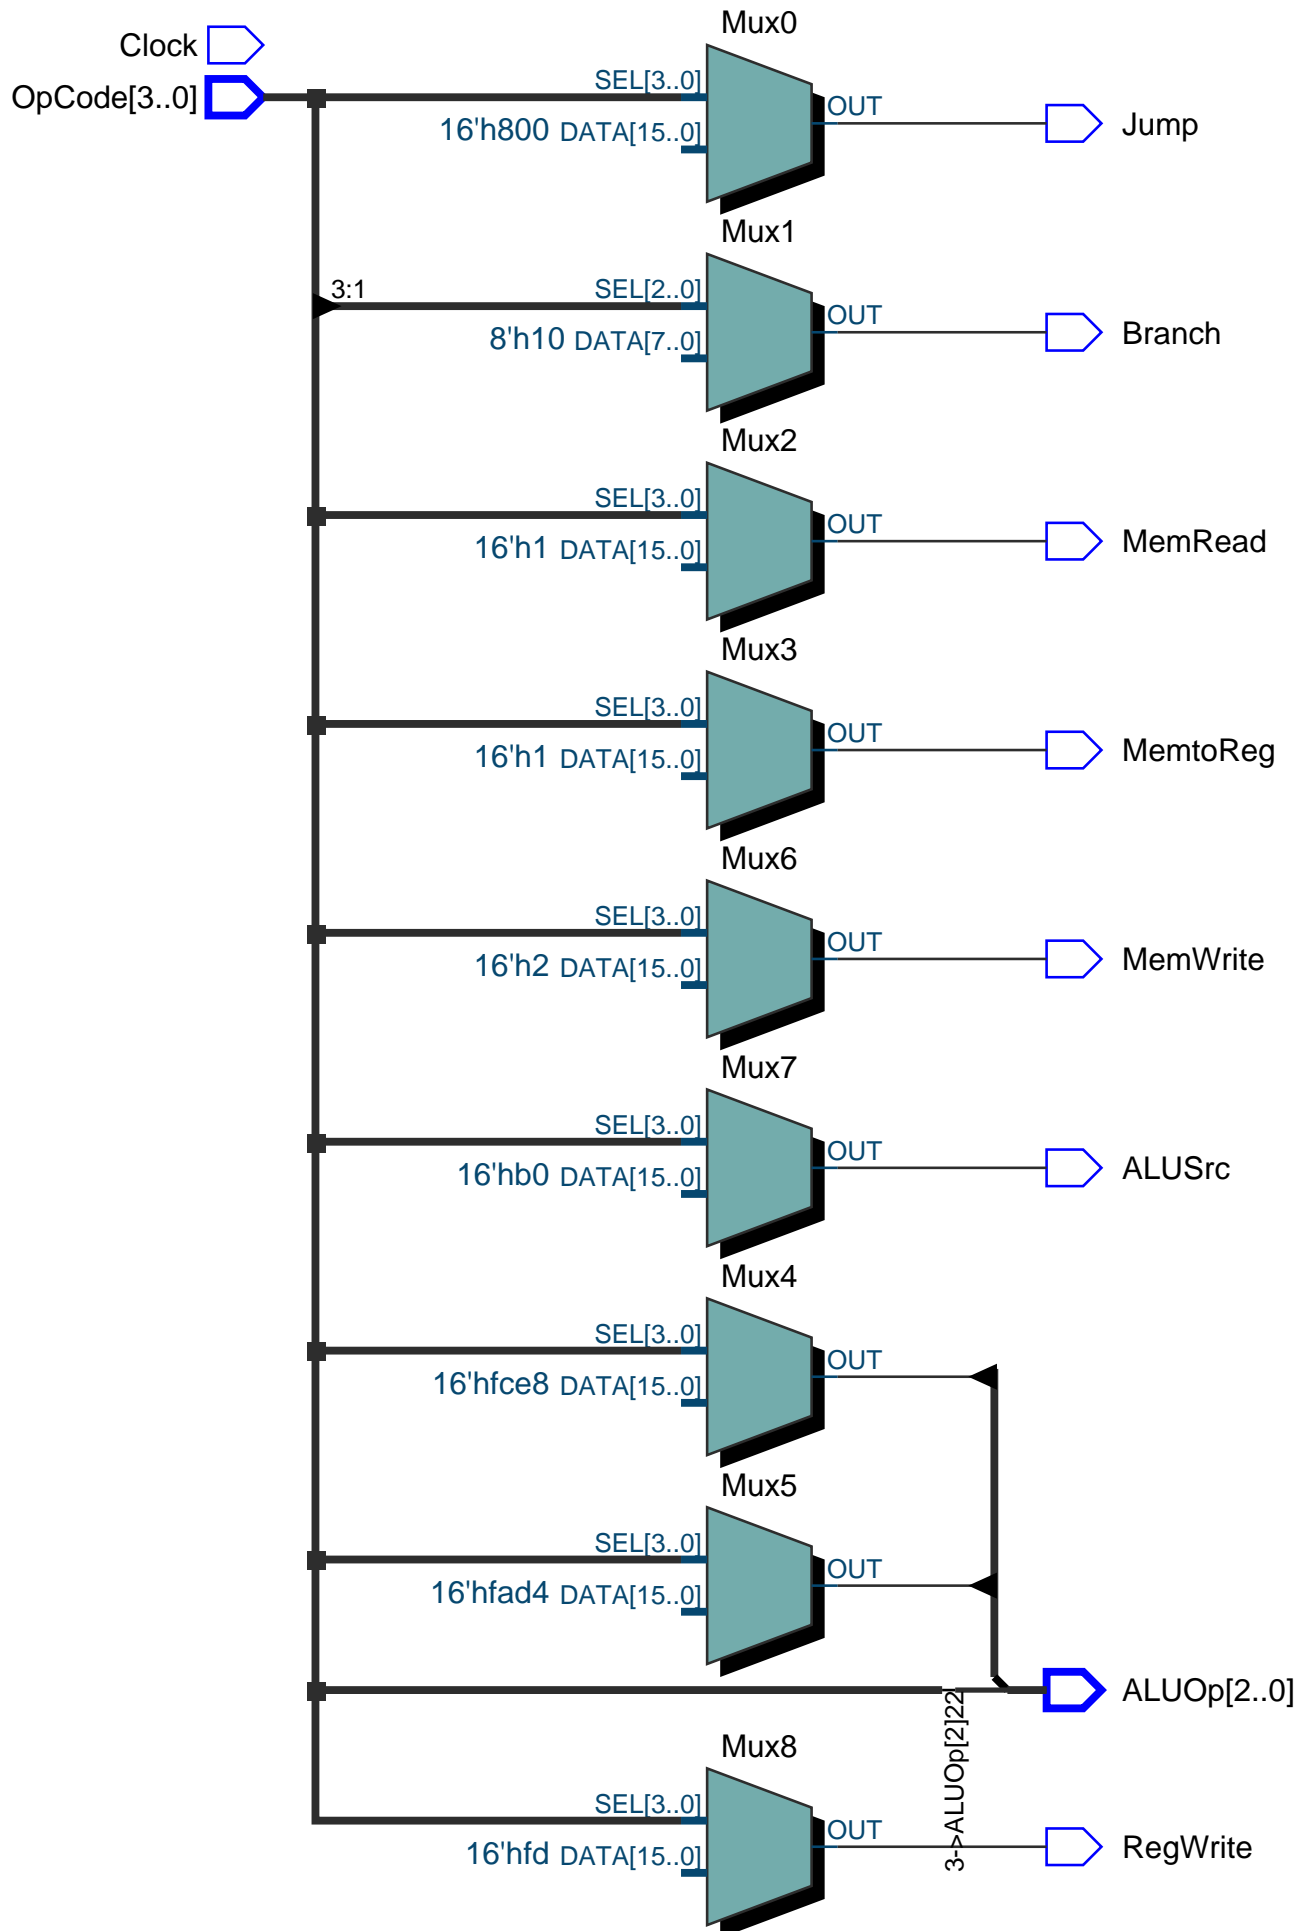 Mux0
Clock
OpCode[3..0]
SEL[3..0]
16'h800 DATA[15..0]
OUT
Jump
Mux1
3:1
SEL[2..0]
8'h10 DATA[7..0]
OUT
Branch
Mux2
SEL[3..0]
16'h1 DATA[15..0]
OUT
MemRead
Mux3
SEL[3..0]
16'h1 DATA[15..0]
OUT
MemtoReg
Mux6
SEL[3..0]
16'h2 DATA[15..0]
OUT
MemWrite
Mux7
SEL[3..0]
16'hb0 DATA[15..0]
OUT
ALUSrc
Mux4
SEL[3..0]
16'hfce8 DATA[15..0]
OUT
Mux5
SEL[3..0]
16'hfad4 DATA[15..0]
OUT
ALUOp[2..0]
3->ALUOp[2]22
Mux8
SEL[3..0]
16'hfd DATA[15..0]
OUT
RegWrite